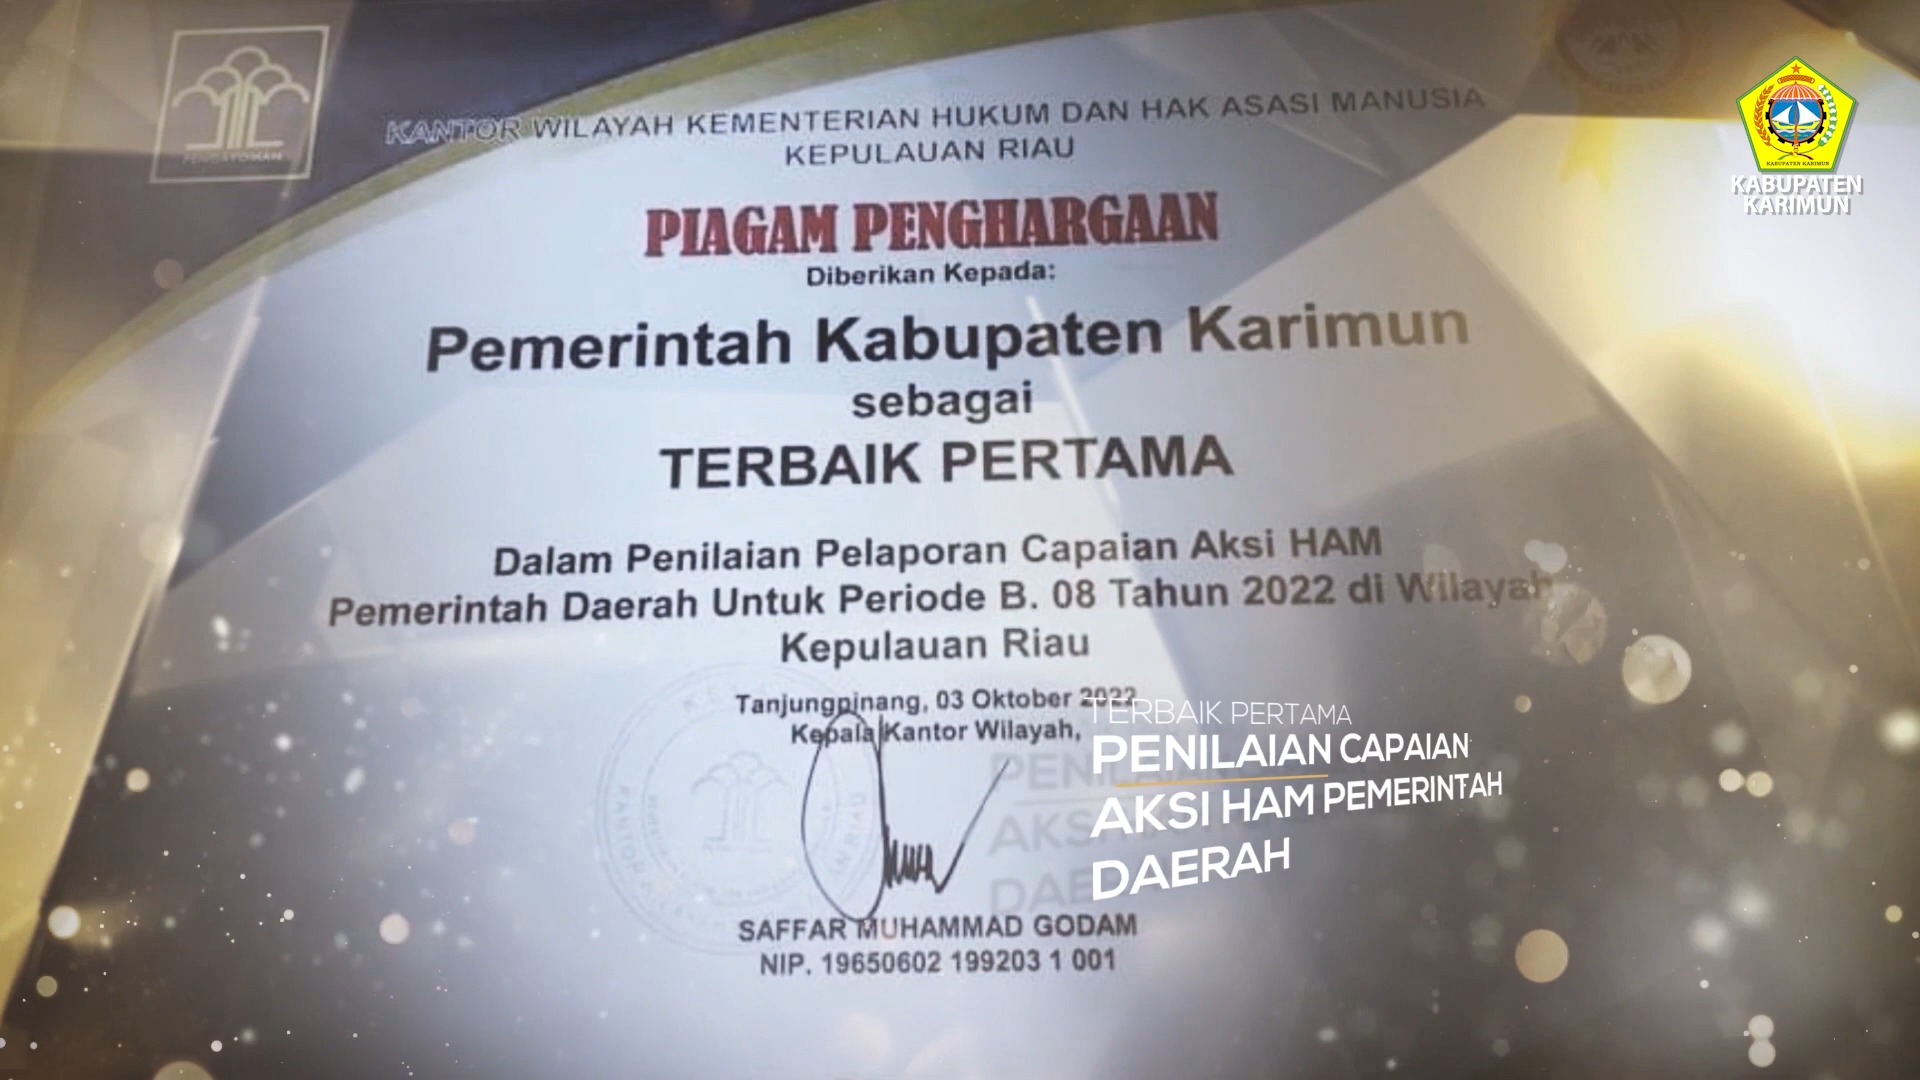 PENGAYOMAN
KANTOR WILAYAH KEMENTERIAN HUKUM DAN HAK ASASI MANUSIA
KEPULAUAN RIAU
PIAGAM PENGHARGAAN
Diberikan Kepada:
Pemerintah Kabupaten Karimun
sebagai
TERBAIK PERTAMA
Dalam Penilaian Pelaporan Capaian Aksi HAM
Pemerintah Daerah Untuk Periode B. 08 Tahun 2022 di Wilayah
Kepulauan Riau
Tanjungpinang, 03 Oktober 2022
Kepala Kantor Wilayah,
SAFFAR MUHAMMAD GODAM
NIP. 19650602 199203 1 001
TERBAIK PERTAMA
PENILAIAN CAPAIAN
AKSI HAM PEMERINTAH
DAERAH
KABUPATEN KARIMUN
KABUPATEN
KARIMUN